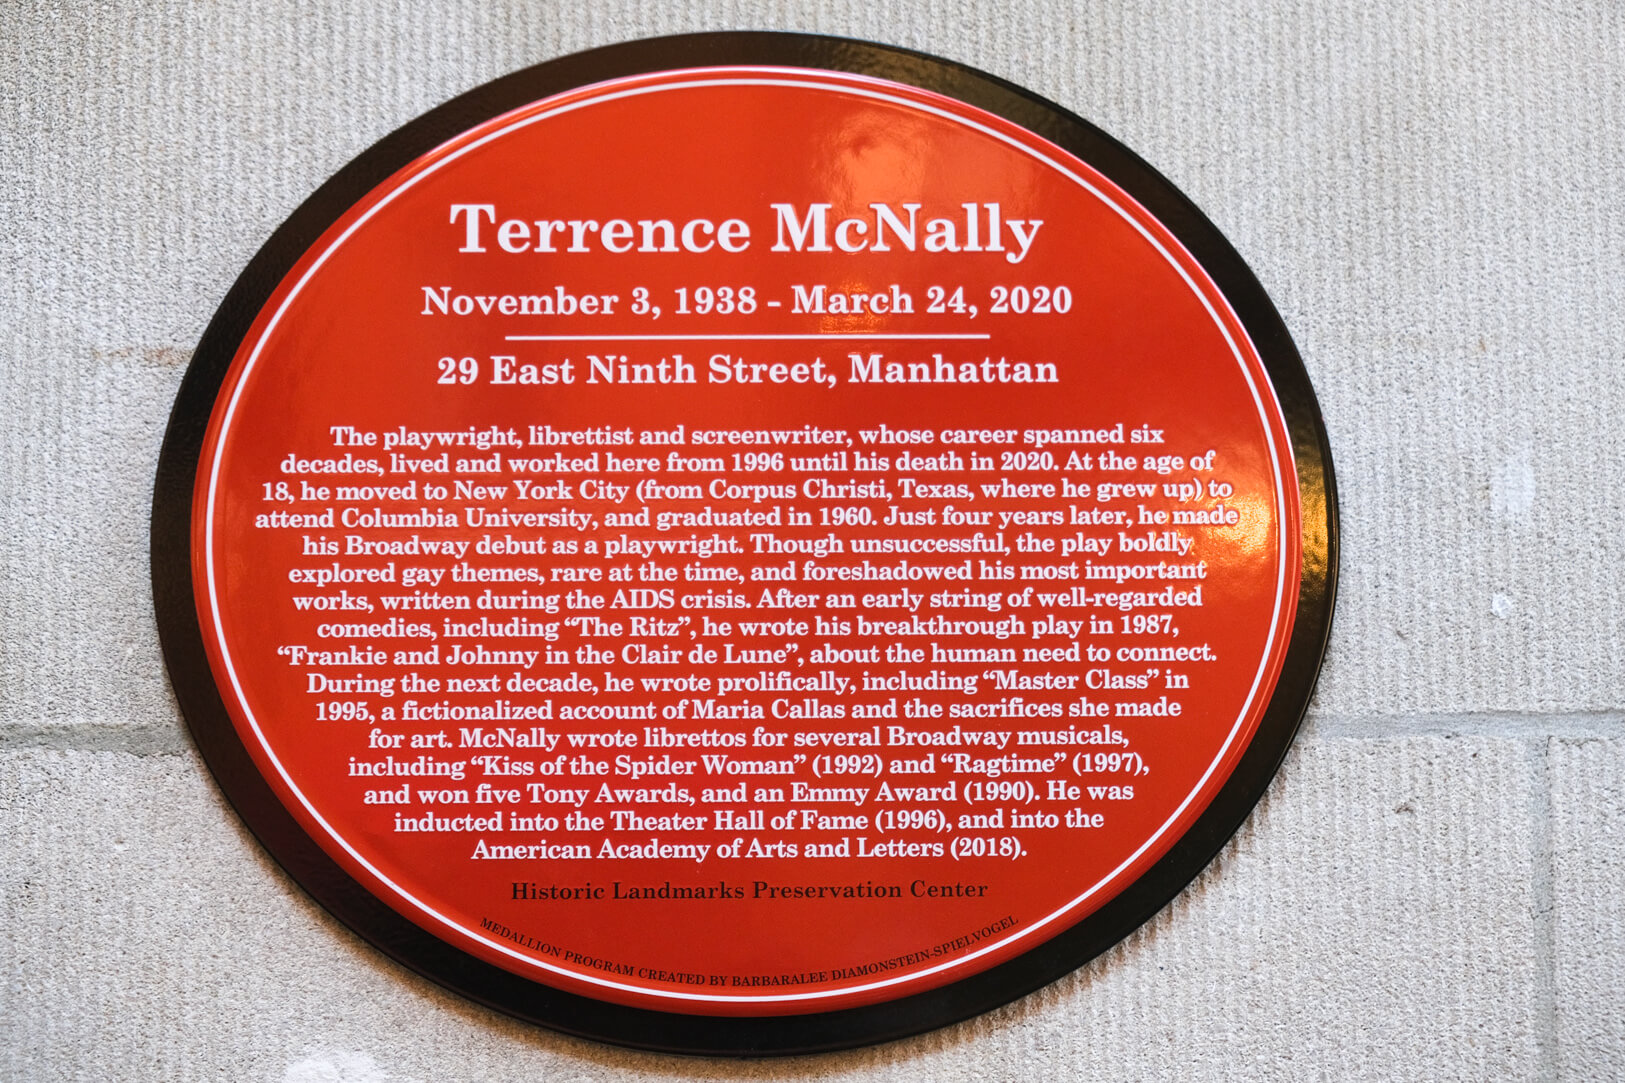 Terrence McNally
November 3, 1938 - March 24, 2020
29 East Ninth Street, Manhattan
The playwright, librettist and screenwriter, whose career spanned six
decades, lived and worked here from 1996 until his death in 2020. At the age of
18, he moved to New York City (from Corpus Christi, Texas, where he grew up) to
attend Columbia University, and graduated in 1960. Just four years later, he made
his Broadway debut as a playwright. Though unsuccessful, the play boldly
explored gay themes, rare at the time, and foreshadowed his most important
works, written during the AIDS crisis. After an early string of well-regarded
comedies, including “The Ritz”, he wrote his breakthrough play in 1987,
“Frankie and Johnny in the Clair de Lune”, about the human need to connect.
During the next decade, he wrote prolifically, including “Master Class” in
1995, a fictionalized account of Maria Callas and the sacrifices she made
for art. McNally wrote librettos for several Broadway musicals,
including “Kiss of the Spider Woman” (1992) and “Ragtime” (1997),
and won five Tony Awards, and an Emmy Award (1990). He was
inducted into the Theater Hall of Fame (1996), and into the
American Academy of Arts and Letters (2018).
Historic Landmarks Preservation Center
MEDALLION PROGRAM CREATED BY BARBARALEE DIAMONSTEIN-SPIELVOGEL